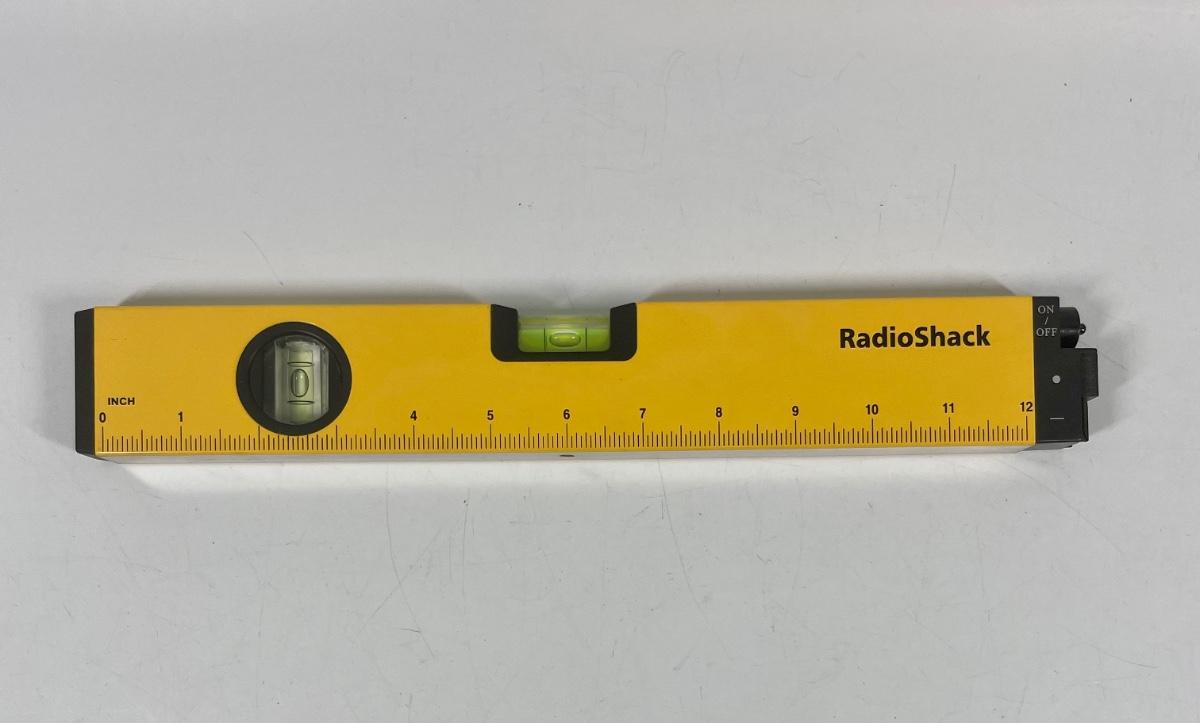 ON
/
OFF
RadioShack
INCH
0 1 4 5 6 7 8 9 10 11 12